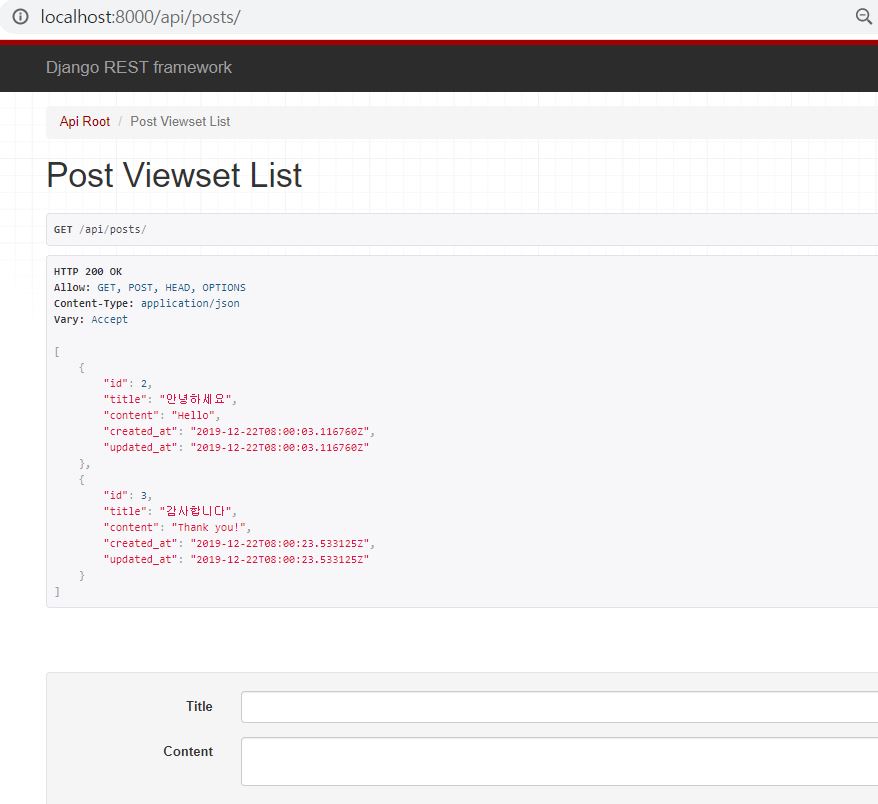 localhost:8000/api/posts/
Django REST framework
Api Root / Post Viewset List
Post Viewset List
GET /api/posts/
HTTP 200 OK
Allow: GET, POST, HEAD, OPTIONS
Content-Type: application/json
Vary: Accept
[
{
"id": 2,
"title": "안녕하세요",
"content": "Hello",
"created_at": "2019-12-22T08:00:03.116760Z",
"updated_at": "2019-12-22T08:00:03.116760Z"
},
{
"id": 3,
"title": "감사합니다",
"content": "Thank you!",
"created_at": "2019-12-22T08:00:23.533125Z",
"updated_at": "2019-12-22T08:00:23.533125Z"
}
]
Title
Content